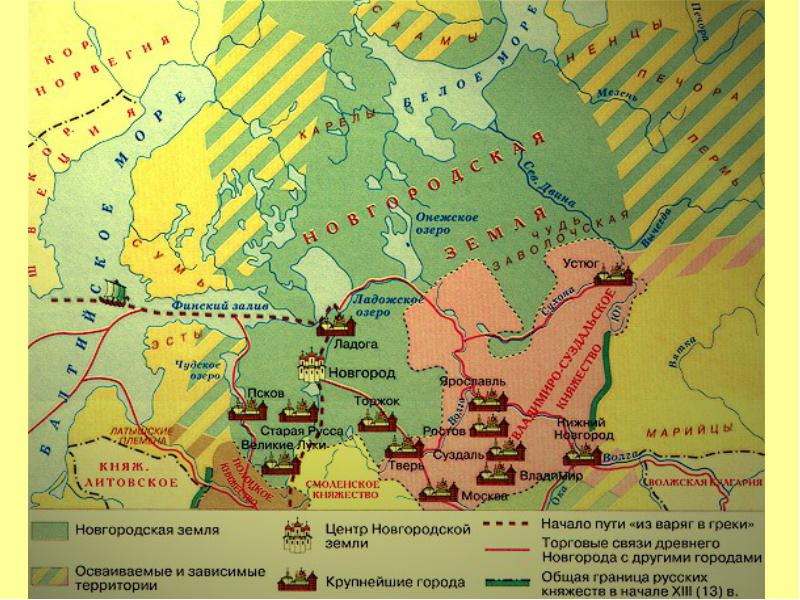 КОР. НОРВЕГИЯ
СААМЫ
БЕЛОЕ МОРЕ
НЕНЦЫ
Печора
ПЕЧОРА
Мезень
ПЕРМЬ
КОР. ШВЕЦИЯ
БАЛТИЙСКОЕ МОРЕ
КАРЕЛЫ
НОВГОРОДСКАЯ
ЗЕМЛЯ
Сев. Двина
Онежское
озеро
ЧУДЬ
ЗАВОЛОЧСКАЯ
Вычегда
СУМЬ
Устюг
Сухона
Юг
Финский залив
Ладожское
озеро
Ладога
ЭСТЫ
Чудское
озеро
Новгород
Псков
Торжок
Ярославль
Волга
ВЛАДИМИРО-СУЗДАЛЬСКОЕ
КНЯЖЕСТВО
Вятка
Старая Русса
Ростов
Нижний
Новгород
МАРИЙЦЫ
ЛАТЫШСКИЕ
ПЛЕМЕНА
Великие Луки
Тверь
Суздаль
Волга
КНЯЖ.
ЛИТОВСКОЕ
ПОЛОЦКОЕ
КНЯЖЕСТВО
СМОЛЕНСКОЕ
КНЯЖЕСТВО
Владимир
ВОЛЖСКАЯ БУЛГАРИЯ
Москва
Ока
Новгородская земля
Центр Новгородской
земли
Начало пути «из варяг в греки»
Торговые связи древнего
Новгорода с другими городами
Осваиваемые и зависимые
территории
Крупнейшие города
Общая граница русских
княжеств в начале XIII (13) в.